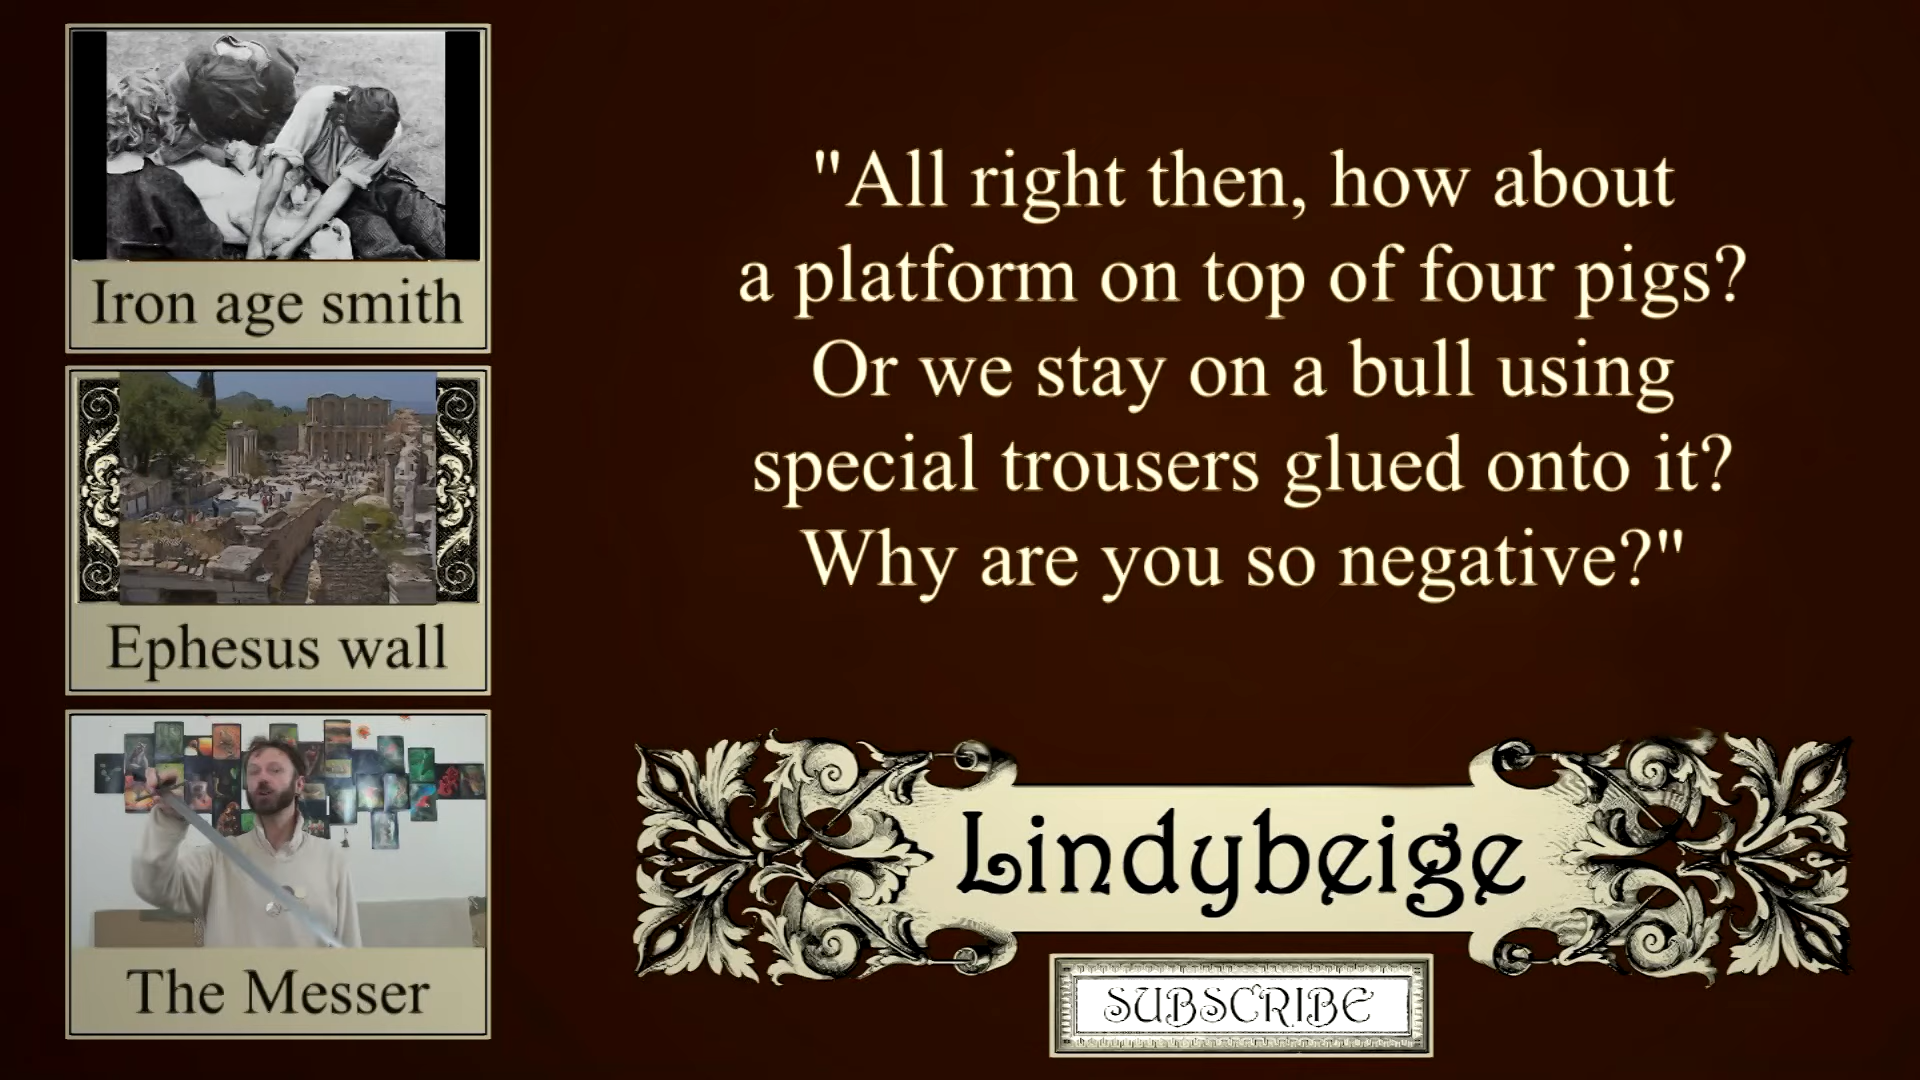 Iron age smith
Ephesus wall
The Messer
"All right then, how about
a platform on top of four pigs?
Or we stay on a bull using
special trousers glued onto it?
Why are you so negative?"
Lindybeige
SUBSCRIBE